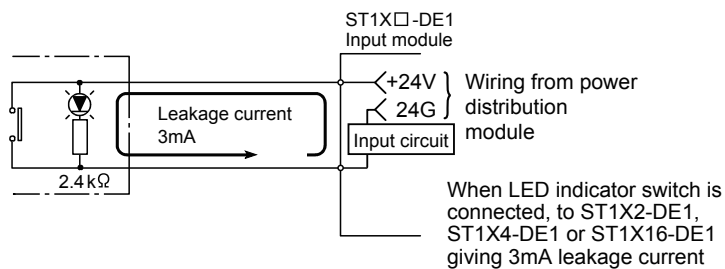 ST1X□-DE1
Input module
+24V
24G
Wiring from power
distribution
module
Leakage current
3mA
Input circuit
2.4kΩ
When LED indicator switch is
connected, to ST1X2-DE1,
ST1X4-DE1 or ST1X16-DE1
giving 3mA leakage current